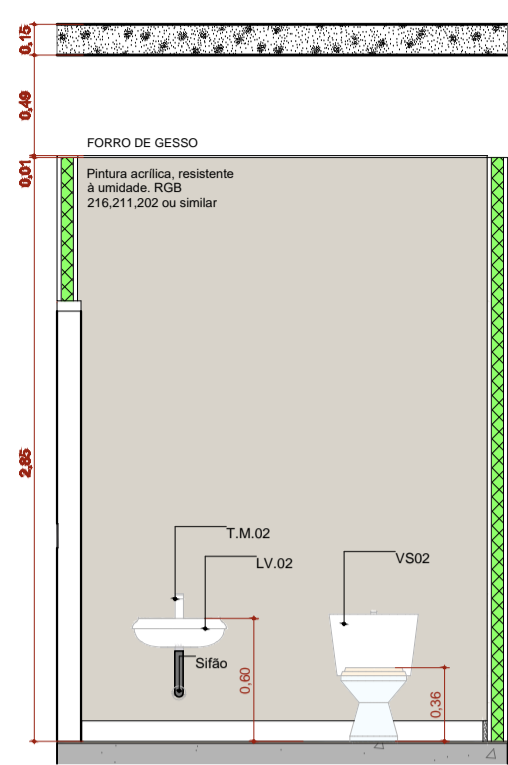 0,15
0,49
FORRO DE GESSO
0,01
Pintura acrílica, resistente
à umidade. RGB
216,211,202 ou similar
2,85
T.M.02
LV.02
VS02
Sifão
0,60
0,36